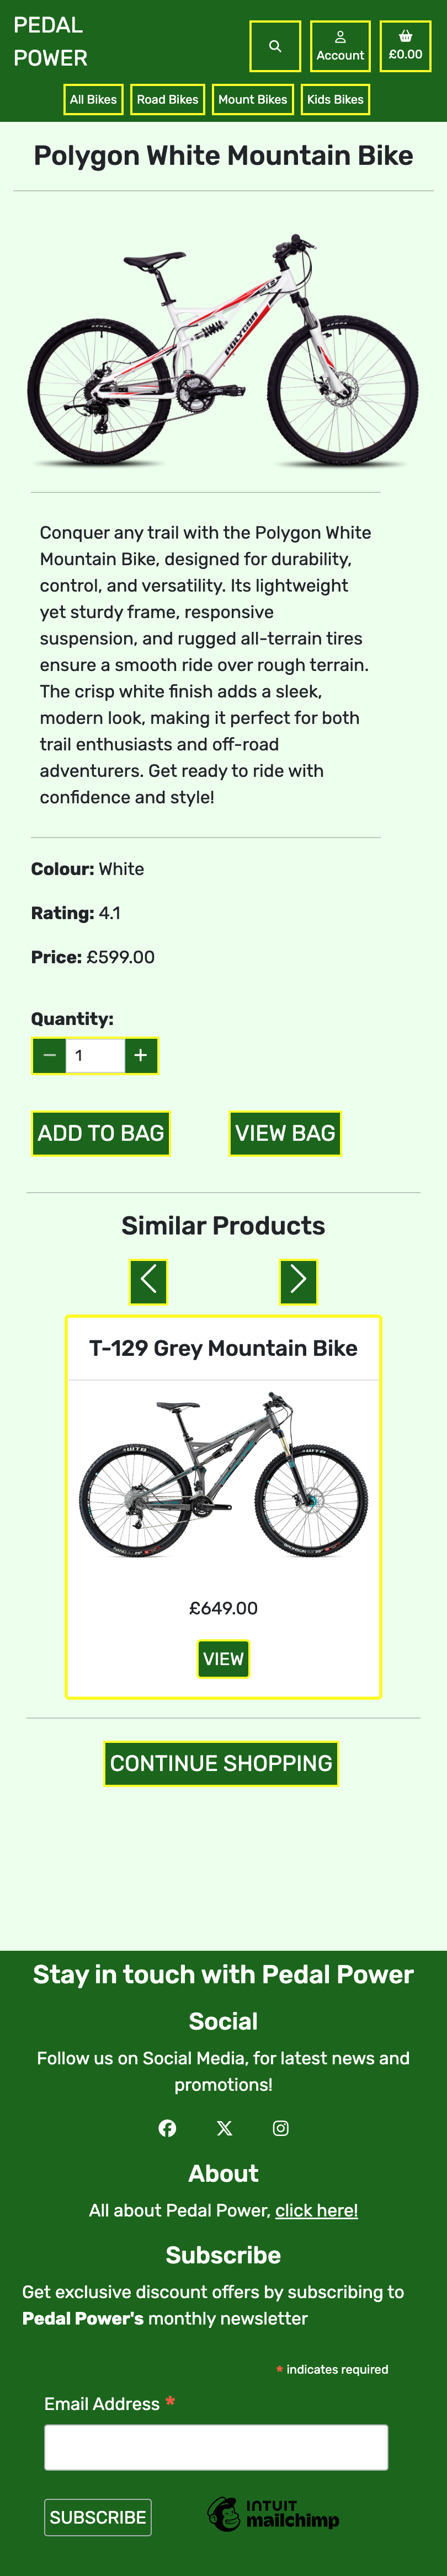 PEDAL
POWER
Account
£0.00
All Bikes
Road Bikes
Mount Bikes
Kids Bikes
Polygon White Mountain Bike
POLYGON
Conquer any trail with the Polygon White
Mountain Bike, designed for durability,
control, and versatility. Its lightweight
yet sturdy frame, responsive
suspension, and rugged all-terrain tires
ensure a smooth ride over rough terrain.
The crisp white finish adds a sleek,
modern look, making it perfect for both
trail enthusiasts and off-road
adventurers. Get ready to ride with
confidence and style!
Colour: White
Rating: 4.1
Price: £599.00
Quantity:
1
ADD TO BAG
VIEW BAG
Similar Products
T-129 Grey Mountain Bike
£649.00
VIEW
CONTINUE SHOPPING
Stay in touch with Pedal Power
Social
Follow us on Social Media, for latest news and
promotions!
About
All about Pedal Power, click here!
Subscribe
Get exclusive discount offers by subscribing to
Pedal Power's monthly newsletter
* indicates required
Email Address *
SUBSCRIBE
INTUIT
mailchimp